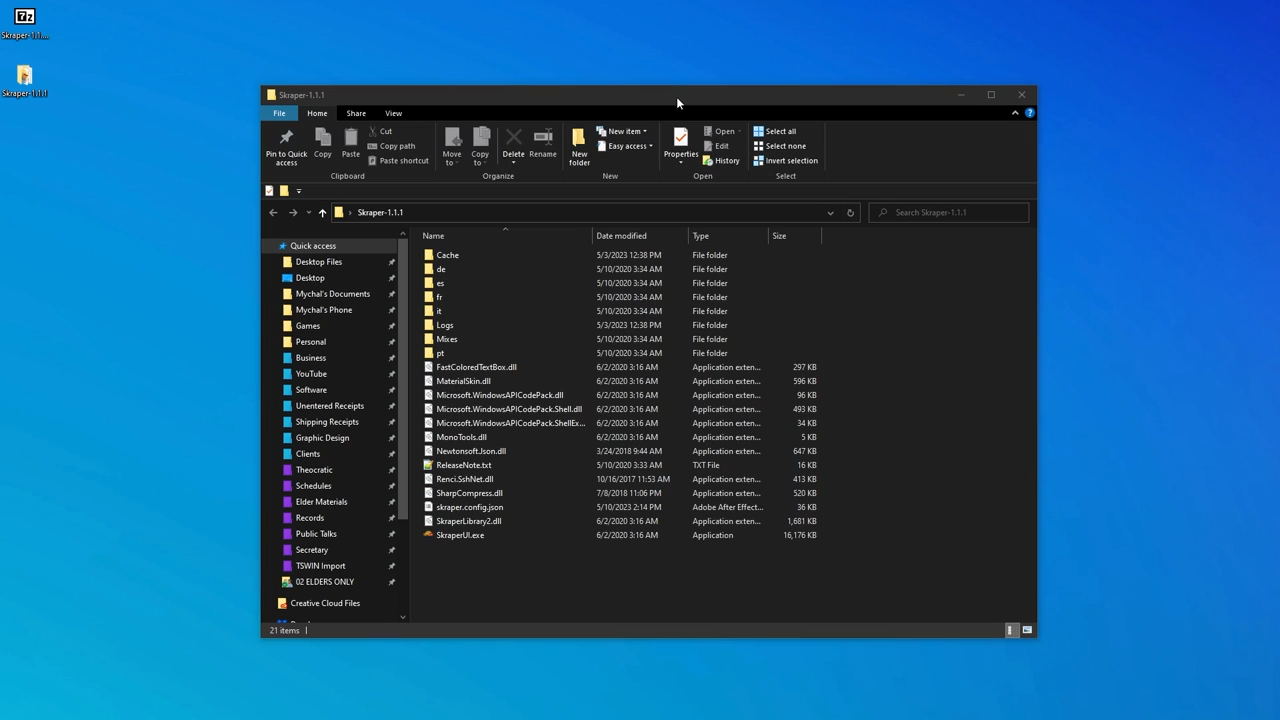 Skraper-1.1....
Skraper-1.1.1
Skraper-1.1.1
File Home Share View
Pin to Quick access
Copy
Paste
Cut
Copy path
Paste shortcut
Clipboard
Move to
Copy to
Delete
Rename
Organize
New folder
New item
Easy access
New
Properties
Open
Edit
History
Open
Select all
Select none
Invert selection
Select
Skraper-1.1.1
Search Skraper-1.1.1
Name Date modified Type Size
Quick access
Desktop Files
Desktop
Mychal's Documents
Mychal's Phone
Games
Personal
Business
YouTube
Software
Unentered Receipts
Shipping Receipts
Graphic Design
Clients
Theocratic
Schedules
Elder Materials
Records
Public Talks
Secretary
TSWIN Import
02 ELDERS ONLY
Creative Cloud Files
Cache 5/3/2023 12:38 PM File folder
de 5/10/2020 3:34 AM File folder
es 5/10/2020 3:34 AM File folder
fr 5/10/2020 3:34 AM File folder
it 5/10/2020 3:34 AM File folder
Logs 5/3/2023 12:38 PM File folder
Mixes 5/10/2020 3:34 AM File folder
pt 5/10/2020 3:34 AM File folder
FastColoredTextBox.dll 6/2/2020 3:16 AM Application exten... 297 KB
MaterialSkin.dll 6/2/2020 3:16 AM Application exten... 596 KB
Microsoft.WindowsAPICodePack.dll 6/2/2020 3:16 AM Application exten... 96 KB
Microsoft.WindowsAPICodePack.Shell.dll 6/2/2020 3:16 AM Application exten... 493 KB
Microsoft.WindowsAPICodePack.ShellEx... 6/2/2020 3:16 AM Application exten... 34 KB
MonoTools.dll 6/2/2020 3:16 AM Application exten... 5 KB
Newtonsoft.Json.dll 3/24/2018 9:44 AM Application exten... 647 KB
ReleaseNote.txt 5/10/2020 3:33 AM TXT File 16 KB
Renci.SshNet.dll 10/16/2017 11:53 AM Application exten... 413 KB
SharpCompress.dll 7/8/2018 11:06 PM Application exten... 520 KB
skraper.config.json 5/10/2023 2:14 PM Adobe After Effect... 36 KB
SkraperLibrary2.dll 6/2/2020 3:16 AM Application exten... 1,681 KB
SkraperUI.exe 6/2/2020 3:16 AM Application 16,176 KB
21 items